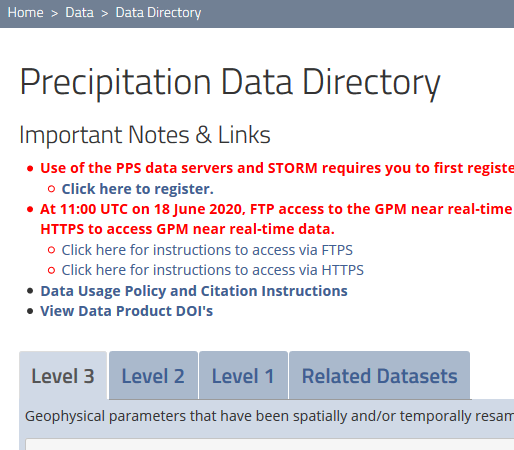 Home > Data > Data Directory
Precipitation Data Directory
Important Notes & Links
Use of the PPS data servers and STORM requires you to first registe
Click here to register.
At 11:00 UTC on 18 June 2020, FTP access to the GPM near real-time
HTTPS to access GPM near real-time data.
Click here for instructions to access via FTPS
Click here for instructions to access via HTTPS
Data Usage Policy and Citation Instructions
View Data Product DOI's
Level 3 Level 2 Level 1 Related Datasets
Geophysical parameters that have been spatially and/or temporally resam